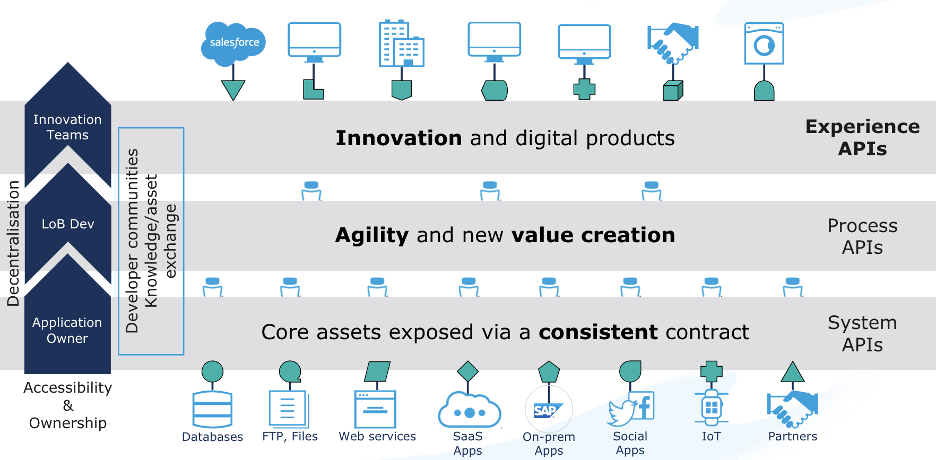 salesforce
Innovation
Teams
Innovation and digital products
Experience
APIs
Decentralisation
LoB Dev
Developer communities
Knowledge/asset
exchange
Agility and new value creation
Process
APIs
Application
Owner
Core assets exposed via a consistent contract
System
APIs
Accessibility
&
Ownership
Databases
FTP, Files
Web services
SaaS
Apps
SAP
On-prem
Apps
Social
Apps
IoT
Partners